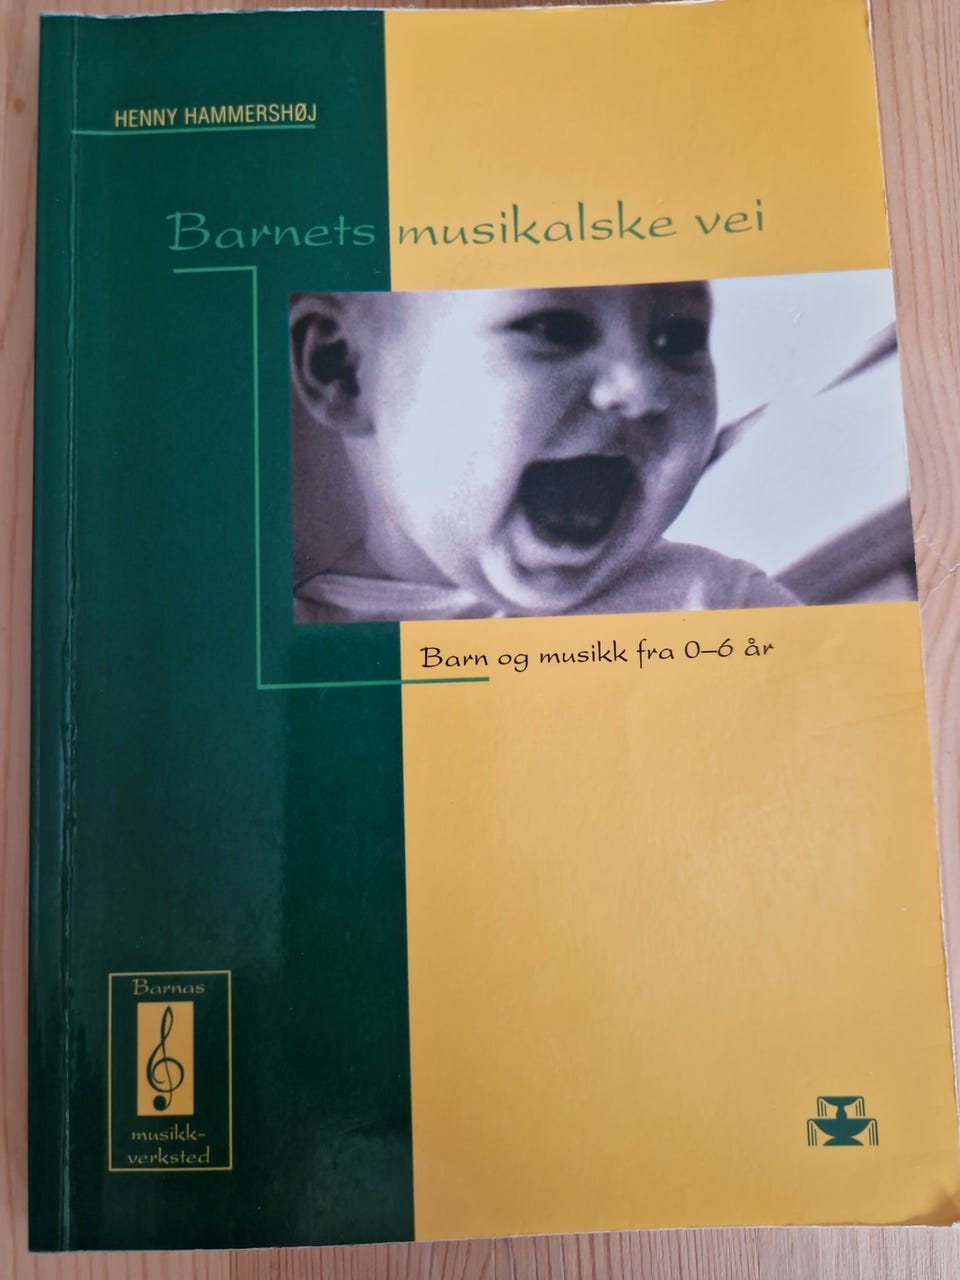 HENNY HAMMERSHØJ
Barnets musikalske vei
Barn og musikk fra 0–6 år
Barnas
musikk-
verksted